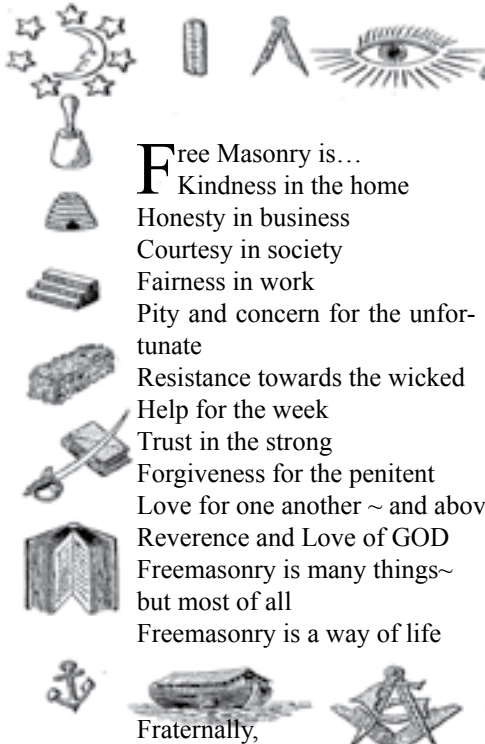 Free Masonry is…
Kindness in the home
Honesty in business
Courtesy in society
Fairness in work
Pity and concern for the unfor-
tunate
Resistance towards the wicked
Help for the week
Trust in the strong
Forgiveness for the penitent
Love for one another ~ and abov
Reverence and Love of GOD
Freemasonry is many things~
but most of all
Freemasonry is a way of life
Fraternally,